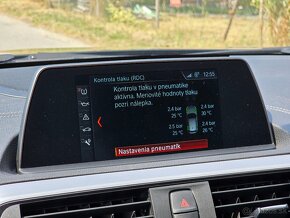 Kontrola tlaku (RDC)
12:55
Kontrola tlaku v pneumatike
aktívna. Menovité hodnoty tlaku
pozri nálepka.
2.4 bar 2.4 bar
25 °C 30 °C
2.5 bar 2.4 bar
25 °C 26 °C
Nastavenia pneumatík